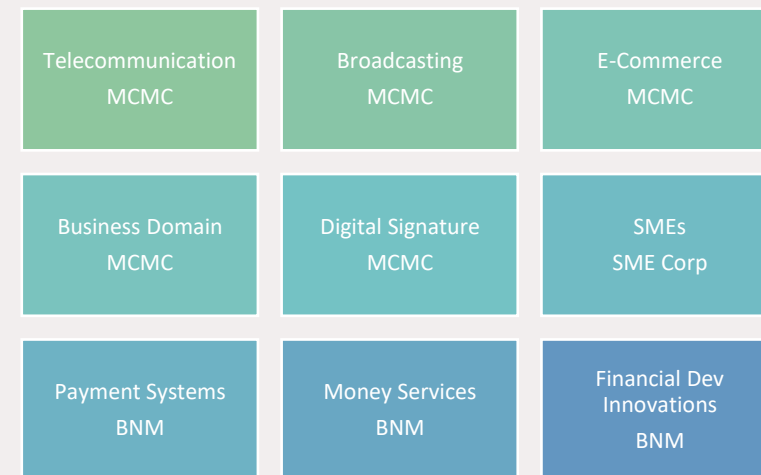 Telecommunication
MCMC
Broadcasting
MCMC
E-Commerce
MCMC
Business Domain
MCMC
Digital Signature
MCMC
SMEs
SME Corp
Payment Systems
BNM
Money Services
BNM
Financial Dev
Innovations
BNM